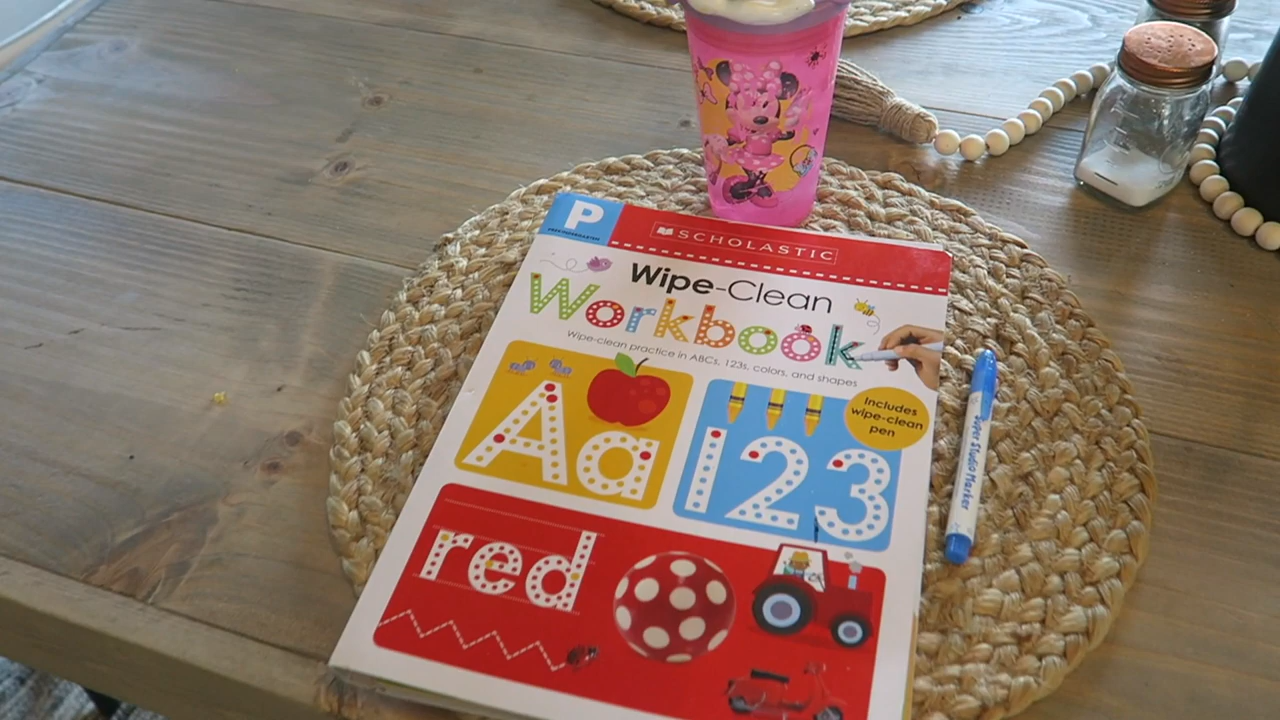 P
PREKINDERGARTEN
SCHOLASTIC
Wipe-Clean
Workbook
Wipe-clean practice in ABCs, 123s, colors, and shapes
Includes
wipe-clean
pen
Aa
123
red
Super Studio Marker